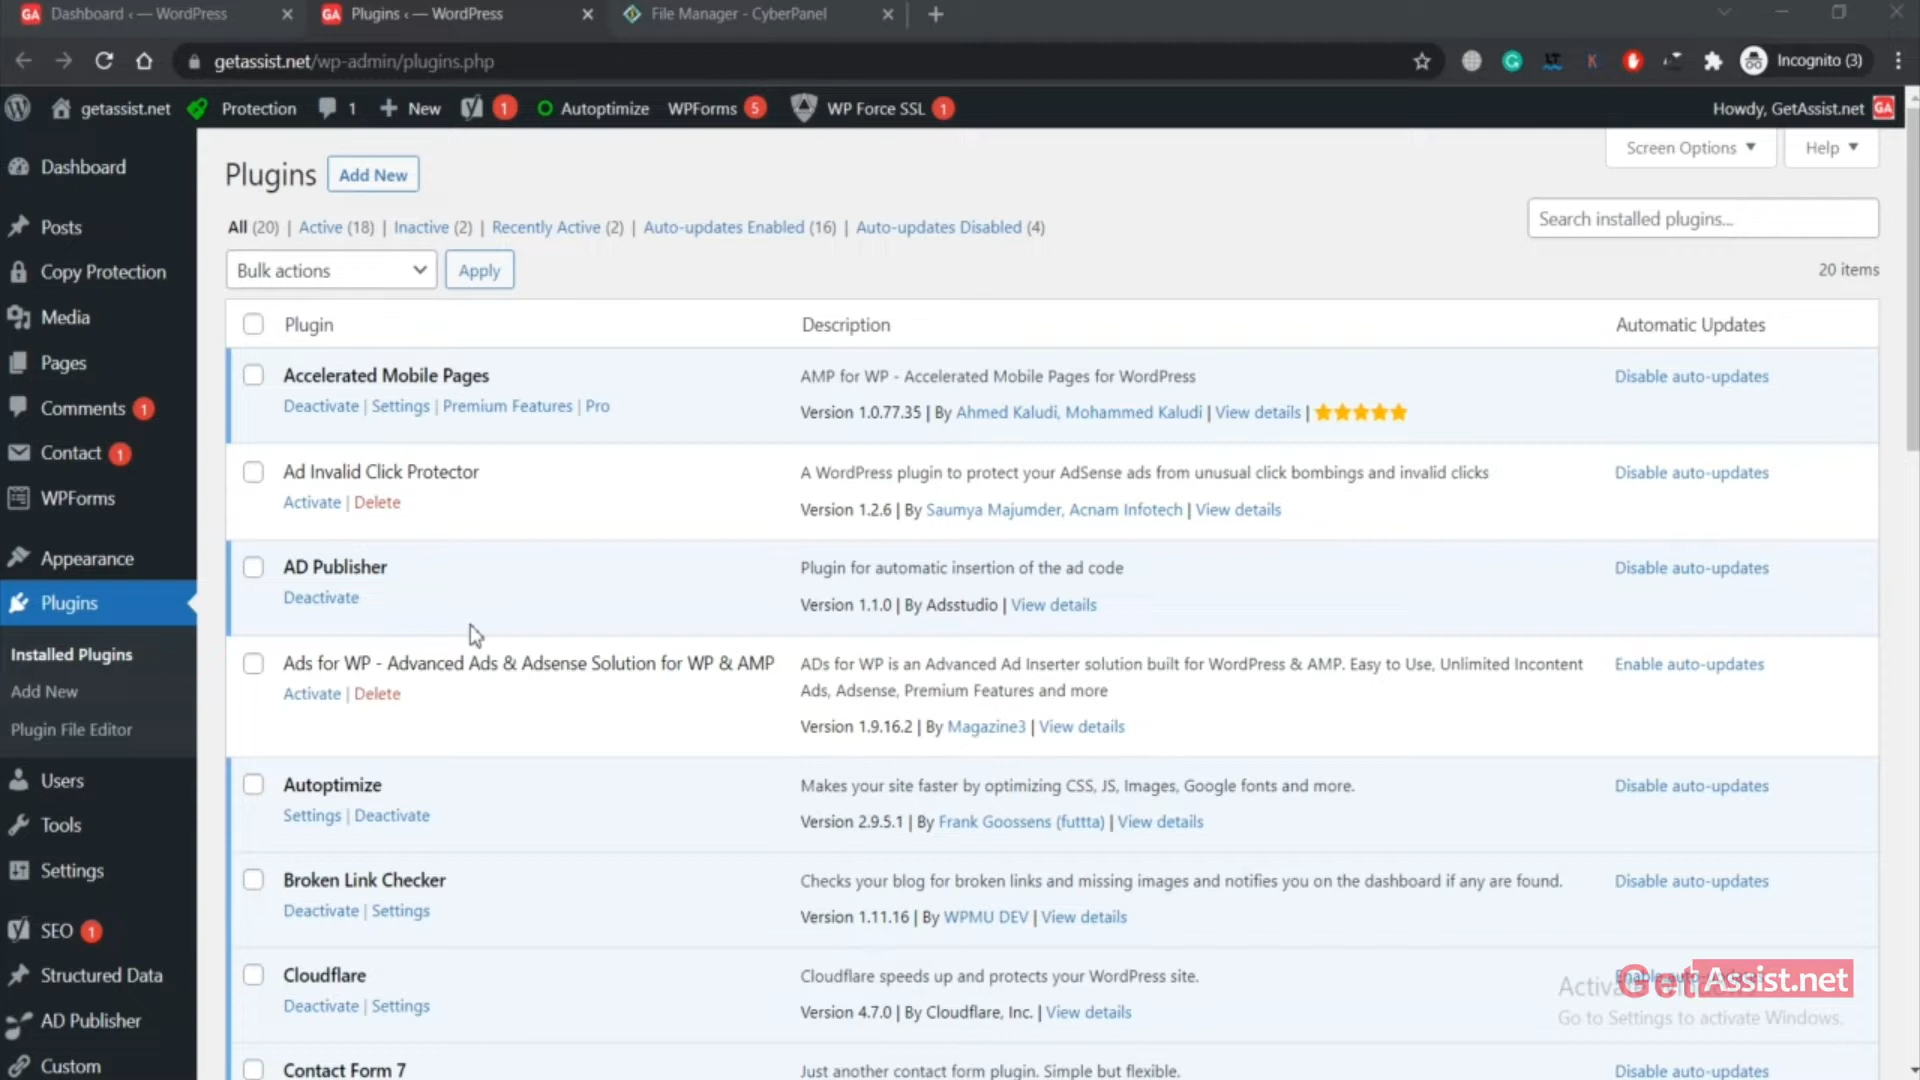 GA Dashboard ‹ — WordPress
GA Plugins ‹ — WordPress
File Manager - CyberPanel
getassist.net/wp-admin/plugins.php
Incognito (3)
getassist.net
Protection
1
New
1
Autoptimize
WPForms 5
WP Force SSL 1
Howdy, GetAssist.net GA
Dashboard
Posts
Copy Protection
Media
Pages
Comments 1
Contact 1
WPForms
Appearance
Plugins
Installed Plugins
Add New
Plugin File Editor
Users
Tools
Settings
SEO 1
Structured Data
AD Publisher
Custom
Screen Options
Help
Plugins
Add New
All (20) | Active (18) | Inactive (2) | Recently Active (2) | Auto-updates Enabled (16) | Auto-updates Disabled (4)
Search installed plugins...
Bulk actions
Apply
20 items
Plugin
Description
Automatic Updates
Accelerated Mobile Pages
Deactivate | Settings | Premium Features | Pro
AMP for WP - Accelerated Mobile Pages for WordPress
Version 1.0.77.35 | By Ahmed Kaludi, Mohammed Kaludi | View details |
Disable auto-updates
Ad Invalid Click Protector
Activate | Delete
A WordPress plugin to protect your AdSense ads from unusual click bombings and invalid clicks
Version 1.2.6 | By Saumya Majumder, Acnam Infotech | View details
Disable auto-updates
AD Publisher
Deactivate
Plugin for automatic insertion of the ad code
Version 1.1.0 | By Adsstudio | View details
Disable auto-updates
Ads for WP - Advanced Ads & Adsense Solution for WP & AMP
Activate | Delete
ADs for WP is an Advanced Ad Inserter solution built for WordPress & AMP. Easy to Use, Unlimited Incontent
Ads, Adsense, Premium Features and more
Version 1.9.16.2 | By Magazine3 | View details
Enable auto-updates
Autoptimize
Settings | Deactivate
Makes your site faster by optimizing CSS, JS, Images, Google fonts and more.
Version 2.9.5.1 | By Frank Goossens (futtta) | View details
Disable auto-updates
Broken Link Checker
Deactivate | Settings
Checks your blog for broken links and missing images and notifies you on the dashboard if any are found.
Version 1.11.16 | By WPMU DEV | View details
Disable auto-updates
Cloudflare
Deactivate | Settings
Cloudflare speeds up and protects your WordPress site.
Version 4.7.0 | By Cloudflare, Inc. | View details
GetAssist.net
Go to Settings to activate Windows.
Contact Form 7
Just another contact form plugin. Simple but flexible.
Disable auto-updates